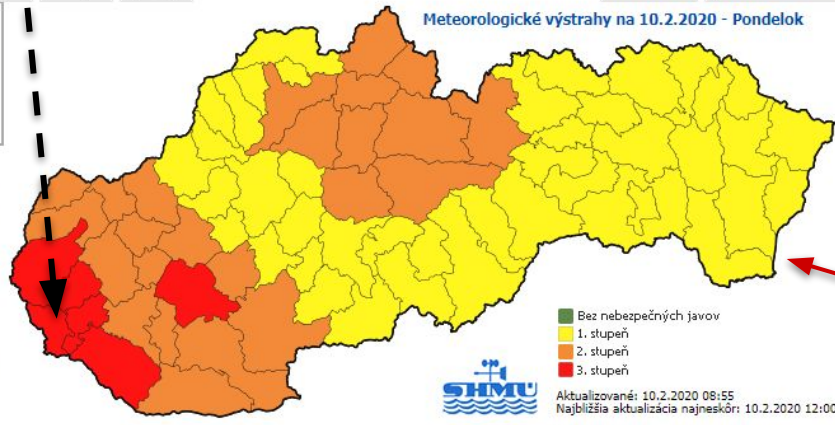 Meteorologické výstrahy na 10.2.2020 - Pondelok
Bez nebezpečných javov
1. stupeň
2. stupeň
3. stupeň
SHMÚ
Aktualizované: 10.2.2020 08:55
Najbližšia aktualizácia najneskôr: 10.2.2020 12:00